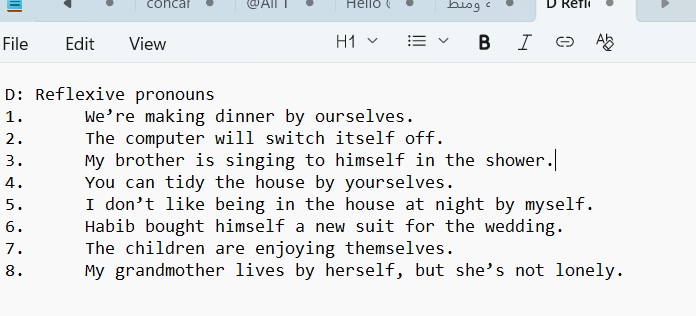 concat
@All 1
Hello (
ه ومنط
D Refle
File Edit View H1 B I
D: Reflexive pronouns
1. We’re making dinner by ourselves.
2. The computer will switch itself off.
3. My brother is singing to himself in the shower.
4. You can tidy the house by yourselves.
5. I don’t like being in the house at night by myself.
6. Habib bought himself a new suit for the wedding.
7. The children are enjoying themselves.
8. My grandmother lives by herself, but she’s not lonely.